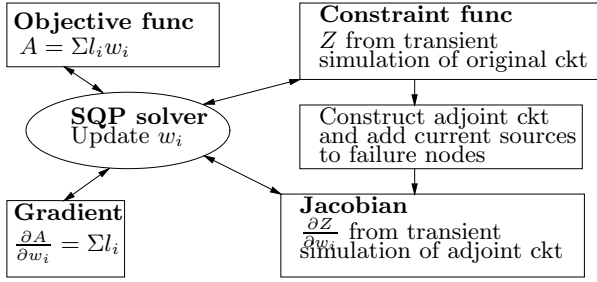 Objective func
A = Σl_i w_i
Constraint func
Z from transient
simulation of original ckt
SQP solver
Update w_i
Construct adjoint ckt
and add current sources
to failure nodes
Gradient
∂A/∂w_i = Σl_i
Jacobian
∂Z/∂w_i from transient
simulation of adjoint ckt